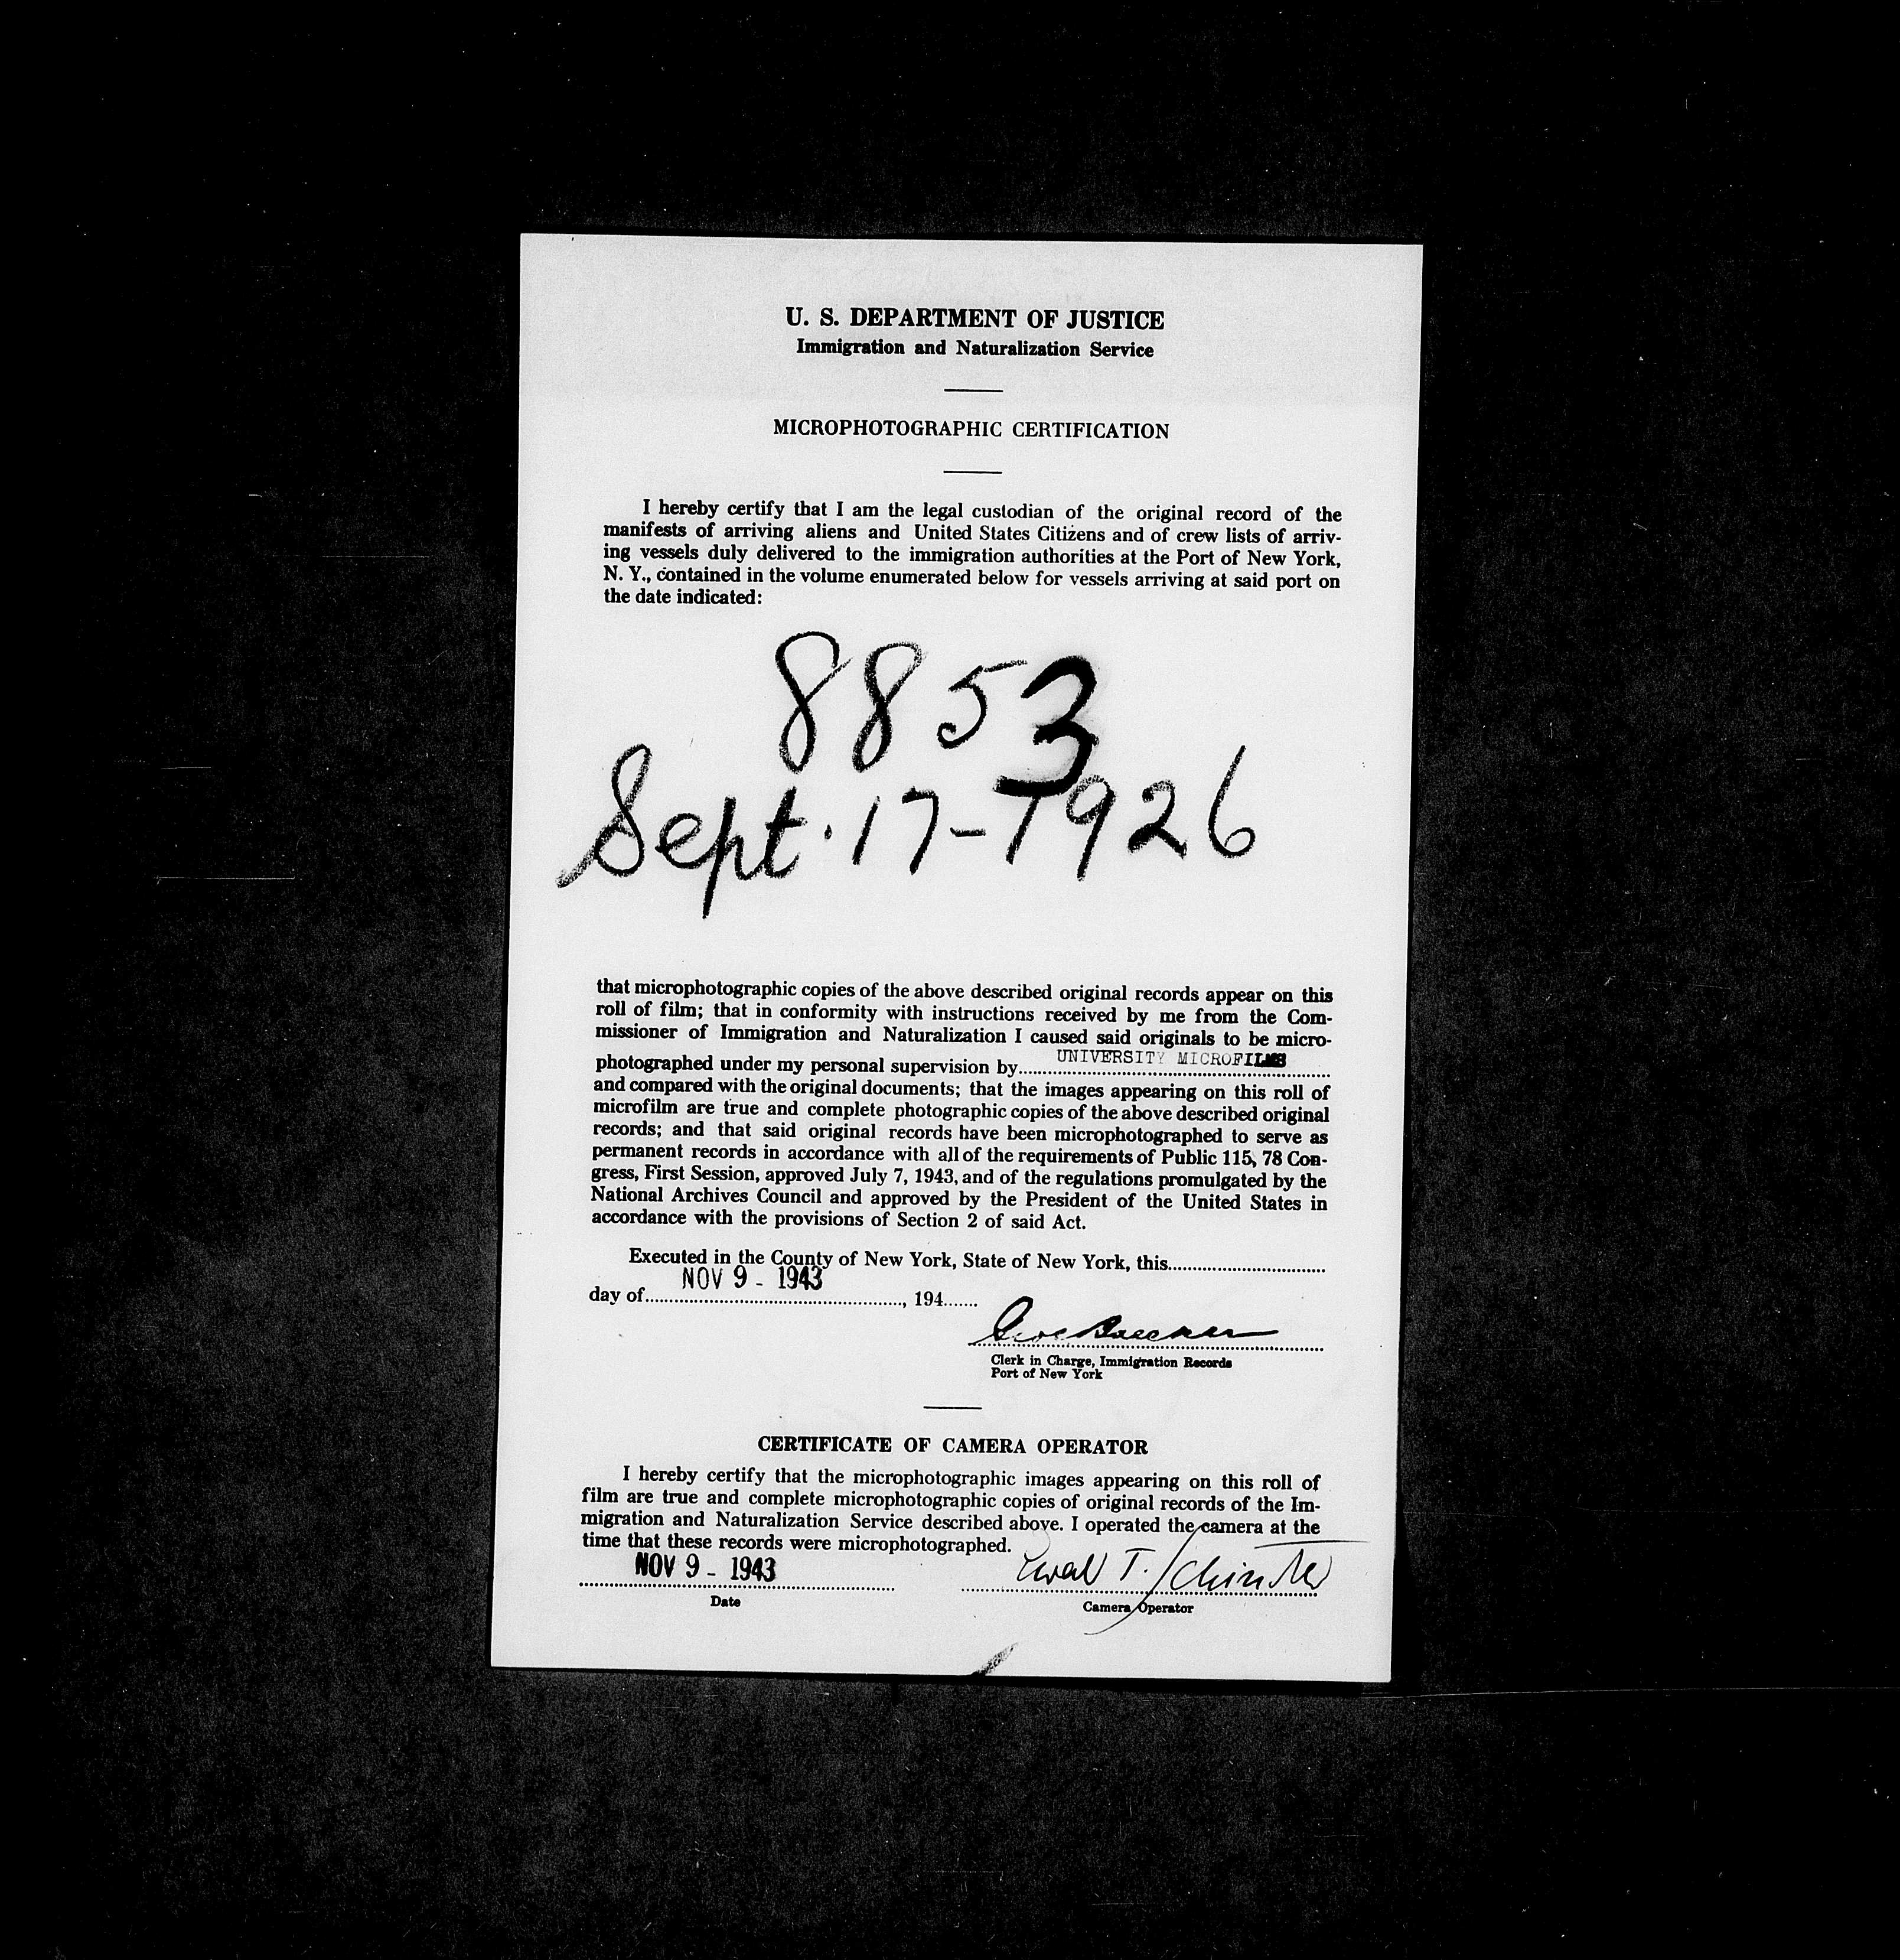 U. S. DEPARTMENT OF JUSTICE
Immigration and Naturalization Service
MICROPHOTOGRAPHIC CERTIFICATION
I hereby certify that I am the legal custodian of the original record of the
manifests of arriving aliens and United States Citizens and of crew lists of arriv-
ing vessels duly delivered to the immigration authorities at the Port of New York,
N. Y., contained in the volume enumerated below for vessels arriving at said port on
the date indicated:
8853
Sept. 17-1926
that microphotographic copies of the above described original records appear on this
roll of film; that in conformity with instructions received by me from the Com-
missioner of Immigration and Naturalization I caused said originals to be micro-
photographed under my personal supervision by UNIVERSITY MICROFILMS
and compared with the original documents; that the images appearing on this roll of
microfilm are true and complete photographic copies of the above described original
records; and that said original records have been microphotographed to serve as
permanent records in accordance with all of the requirements of Public 115, 78 Con-
gress, First Session, approved July 7, 1943, and of the regulations promulgated by the
National Archives Council and approved by the President of the United States in
accordance with the provisions of Section 2 of said Act.
Executed in the County of New York, State of New York, this
day of NOV 9 - 1943, 194
Clerk in Charge, Immigration Records
Port of New York
CERTIFICATE OF CAMERA OPERATOR
I hereby certify that the microphotographic images appearing on this roll of
film are true and complete microphotographic copies of original records of the Im-
migration and Naturalization Service described above. I operated the camera at the
time that these records were microphotographed.
NOV 9 - 1943 T.
Date
Camera Operator